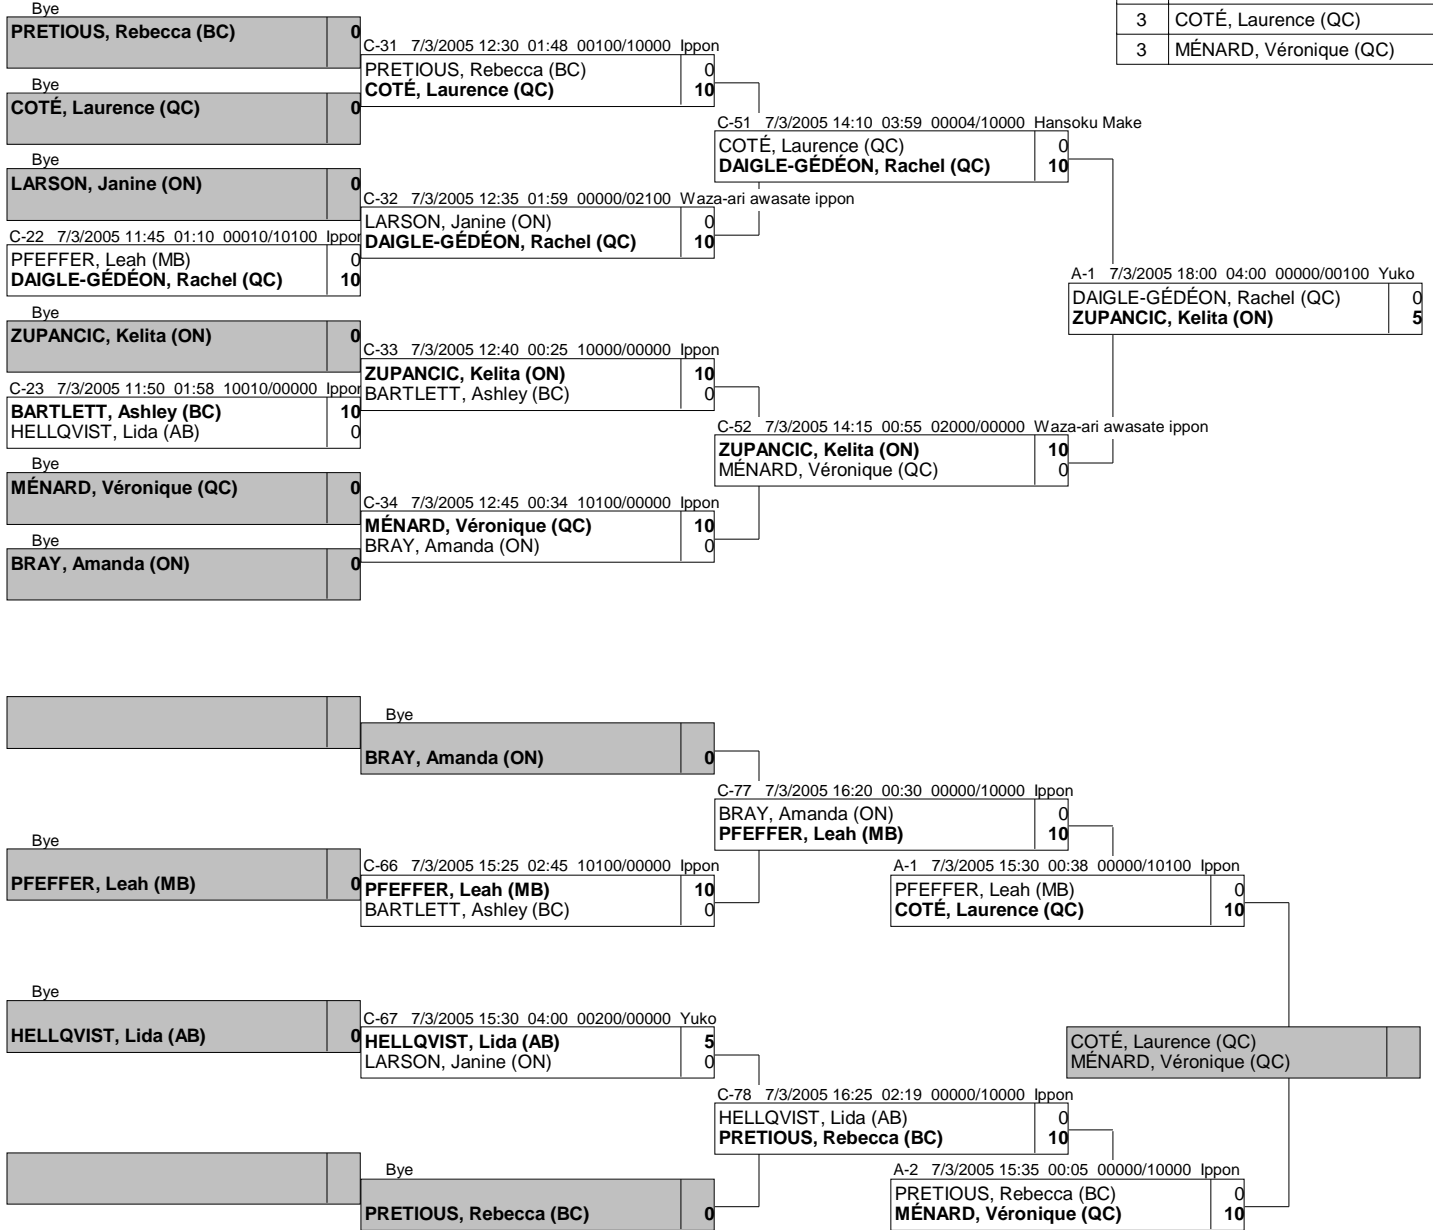 Bye
PRETIOUS, Rebecca (BC) 0
3 COTÉ, Laurence (QC)
3 MÉNARD, Véronique (QC)
C-31 7/3/2005 12:30 01:48 00100/10000 Ippon
PRETIOUS, Rebecca (BC) 0
COTÉ, Laurence (QC) 10
Bye
COTÉ, Laurence (QC) 0
C-51 7/3/2005 14:10 03:59 00004/10000 Hansoku Make
COTÉ, Laurence (QC) 0
DAIGLE-GÉDÉON, Rachel (QC) 10
Bye
LARSON, Janine (ON) 0
C-32 7/3/2005 12:35 01:59 00000/02100 Waza-ari awasate ippon
LARSON, Janine (ON) 0
DAIGLE-GÉDÉON, Rachel (QC) 10
C-22 7/3/2005 11:45 01:10 00010/10100 Ippon
PFEFFER, Leah (MB) 0
DAIGLE-GÉDÉON, Rachel (QC) 10
A-1 7/3/2005 18:00 04:00 00000/00100 Yuko
DAIGLE-GÉDÉON, Rachel (QC) 0
ZUPANCIC, Kelita (ON) 5
Bye
ZUPANCIC, Kelita (ON) 0
C-33 7/3/2005 12:40 00:25 10000/00000 Ippon
ZUPANCIC, Kelita (ON) 10
BARTLETT, Ashley (BC) 0
C-23 7/3/2005 11:50 01:58 10010/00000 Ippon
BARTLETT, Ashley (BC) 10
HELLQVIST, Lida (AB) 0
C-52 7/3/2005 14:15 00:55 02000/00000 Waza-ari awasate ippon
ZUPANCIC, Kelita (ON) 10
MÉNARD, Véronique (QC) 0
Bye
MÉNARD, Véronique (QC) 0
C-34 7/3/2005 12:45 00:34 10100/00000 Ippon
MÉNARD, Véronique (QC) 10
BRAY, Amanda (ON) 0
Bye
BRAY, Amanda (ON) 0
Bye
BRAY, Amanda (ON) 0
C-77 7/3/2005 16:20 00:30 00000/10000 Ippon
BRAY, Amanda (ON) 0
PFEFFER, Leah (MB) 10
Bye
PFEFFER, Leah (MB) 0
C-66 7/3/2005 15:25 02:45 10100/00000 Ippon
PFEFFER, Leah (MB) 10
BARTLETT, Ashley (BC) 0
A-1 7/3/2005 15:30 00:38 00000/10100 Ippon
PFEFFER, Leah (MB) 0
COTÉ, Laurence (QC) 10
Bye
HELLQVIST, Lida (AB) 0
C-67 7/3/2005 15:30 04:00 00200/00000 Yuko
HELLQVIST, Lida (AB) 5
LARSON, Janine (ON) 0
COTÉ, Laurence (QC)
MÉNARD, Véronique (QC)
C-78 7/3/2005 16:25 02:19 00000/10000 Ippon
HELLQVIST, Lida (AB) 0
PRETIOUS, Rebecca (BC) 10
Bye
PRETIOUS, Rebecca (BC) 0
A-2 7/3/2005 15:35 00:05 00000/10000 Ippon
PRETIOUS, Rebecca (BC) 0
MÉNARD, Véronique (QC) 10